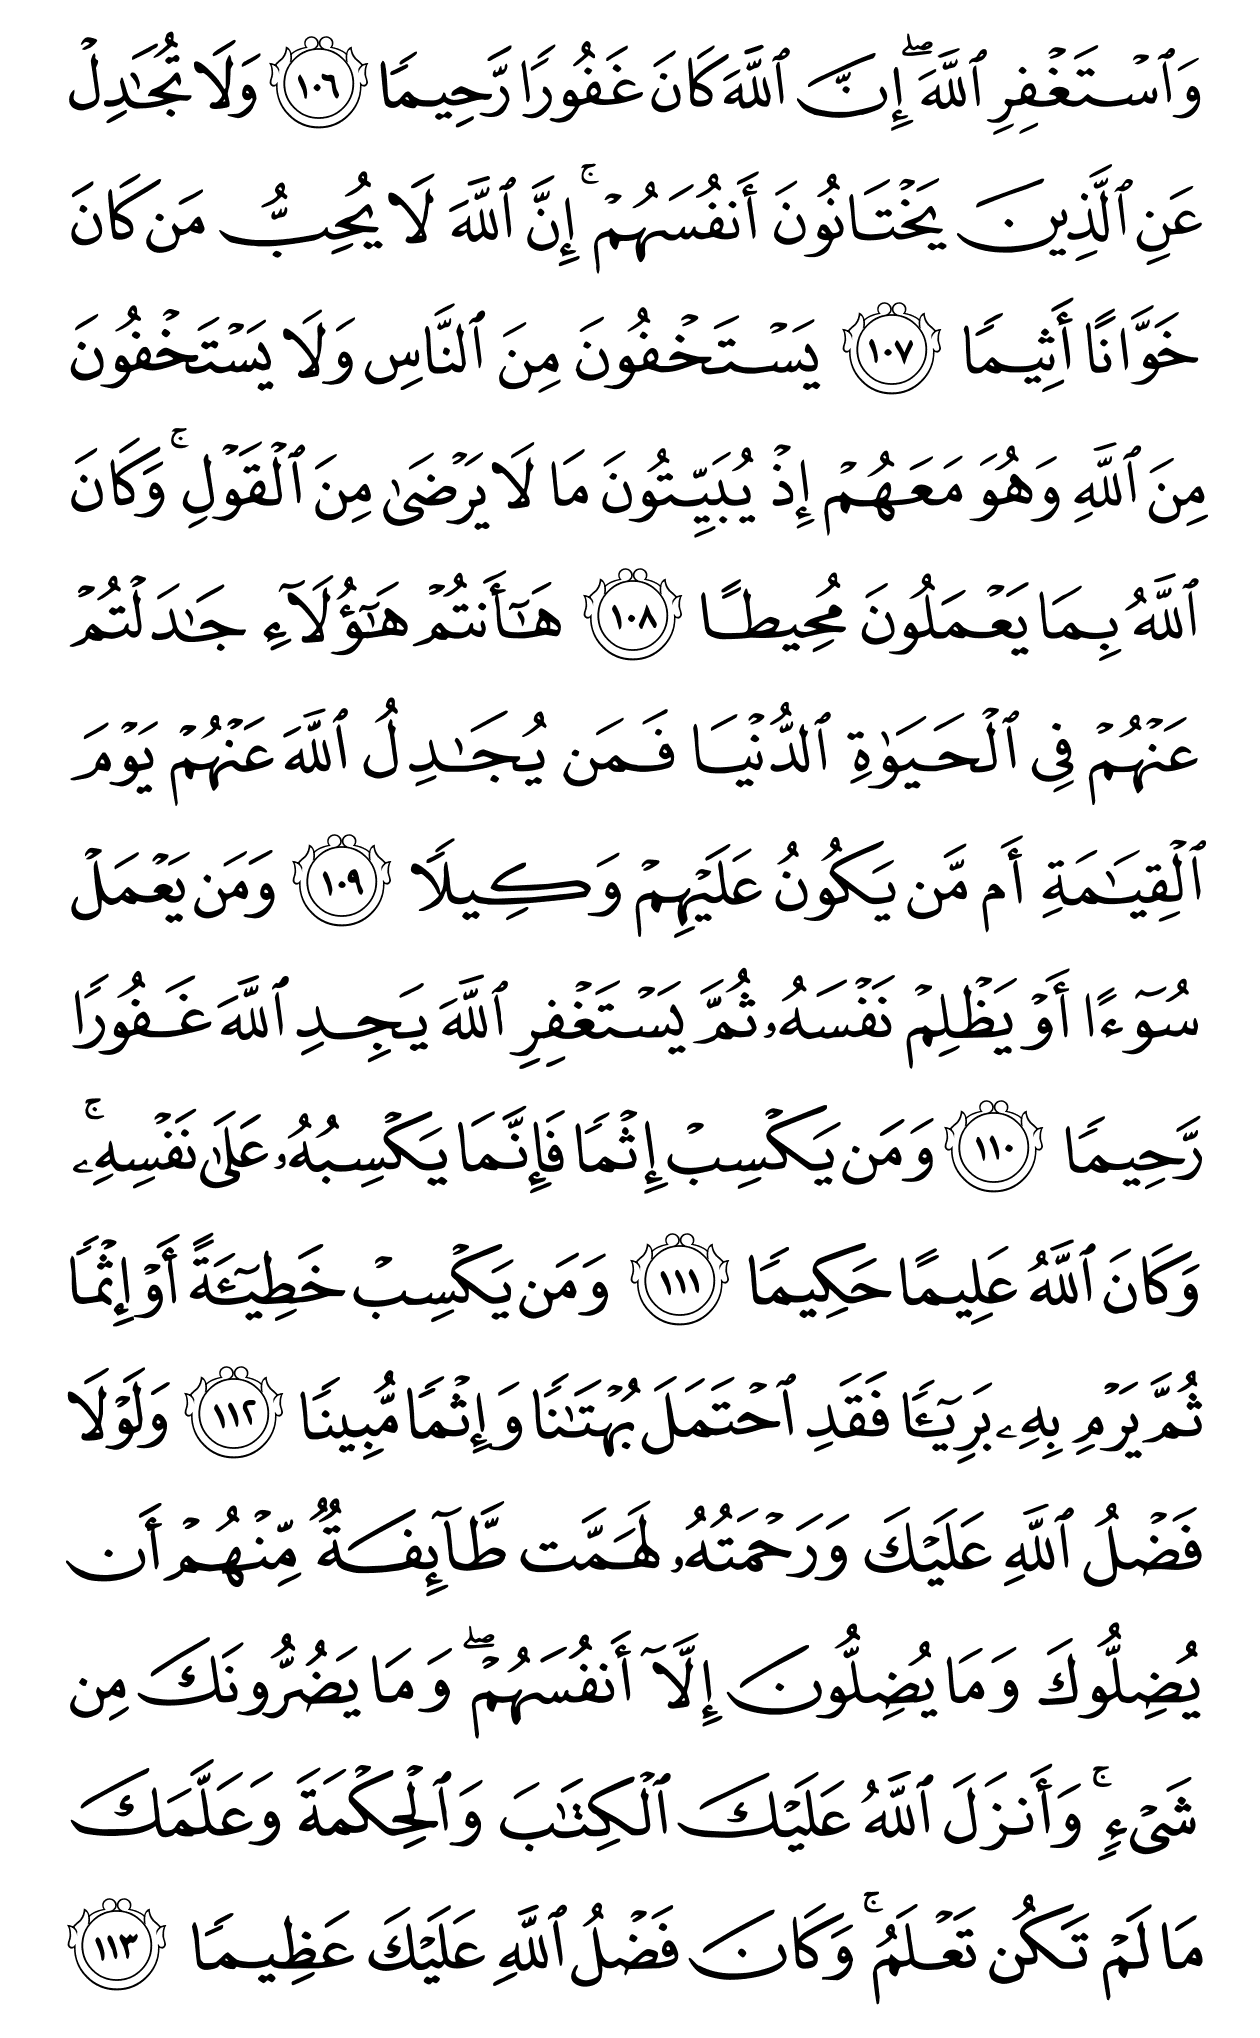 وَٱسۡتَغۡفِرِ ٱللَّهَۖ إِنَّ ٱللَّهَ كَانَ غَفُورٗا رَّحِيمٗا ١٠٦ وَلَا تُجَٰدِلۡ
عَنِ ٱلَّذِينَ يَخۡتَانُونَ أَنفُسَهُمۡۚ إِنَّ ٱللَّهَ لَا يُحِبُّ مَن كَانَ
خَوَّانًا أَثِيمٗا ١٠٧ يَسۡتَخۡفُونَ مِنَ ٱلنَّاسِ وَلَا يَسۡتَخۡفُونَ
مِنَ ٱللَّهِ وَهُوَ مَعَهُمۡ إِذۡ يُبَيِّتُونَ مَا لَا يَرۡضَىٰ مِنَ ٱلۡقَوۡلِۚ وَكَانَ
ٱللَّهُ بِمَا يَعۡمَلُونَ مُحِيطًا ١٠٨ هَٰٓأَنتُمۡ هَٰٓؤُلَآءِ جَٰدَلۡتُمۡ
عَنۡهُمۡ فِي ٱلۡحَيَوٰةِ ٱلدُّنۡيَا فَمَن يُجَٰدِلُ ٱللَّهَ عَنۡهُمۡ يَوۡمَ
ٱلۡقِيَٰمَةِ أَم مَّن يَكُونُ عَلَيۡهِمۡ وَكِيلٗا ١٠٩ وَمَن يَعۡمَلۡ
سُوٓءًا أَوۡ يَظۡلِمۡ نَفۡسَهُۥ ثُمَّ يَسۡتَغۡفِرِ ٱللَّهَ يَجِدِ ٱللَّهَ غَفُورٗا
رَّحِيمٗا ١١٠ وَمَن يَكۡسِبۡ إِثۡمٗا فَإِنَّمَا يَكۡسِبُهُۥ عَلَىٰ نَفۡسِهِۦۚ
وَكَانَ ٱللَّهُ عَلِيمًا حَكِيمٗا ١١١ وَمَن يَكۡسِبۡ خَطِيٓـَٔةً أَوۡ إِثۡمٗا
ثُمَّ يَرۡمِ بِهِۦ بَرِيٓـٔٗا فَقَدِ ٱحۡتَمَلَ بُهۡتَٰنٗا وَإِثۡمٗا مُّبِينٗا ١١٢ وَلَوۡلَا
فَضۡلُ ٱللَّهِ عَلَيۡكَ وَرَحۡمَتُهُۥ لَهَمَّت طَّآئِفَةٞ مِّنۡهُمۡ أَن
يُضِلُّوكَ وَمَا يُضِلُّونَ إِلَّآ أَنفُسَهُمۡۖ وَمَا يَضُرُّونَكَ مِن
شَيۡءٖۚ وَأَنزَلَ ٱللَّهُ عَلَيۡكَ ٱلۡكِتَٰبَ وَٱلۡحِكۡمَةَ وَعَلَّمَكَ
مَا لَمۡ تَكُن تَعۡلَمُۚ وَكَانَ فَضۡلُ ٱللَّهِ عَلَيۡكَ عَظِيمٗا ١١٣